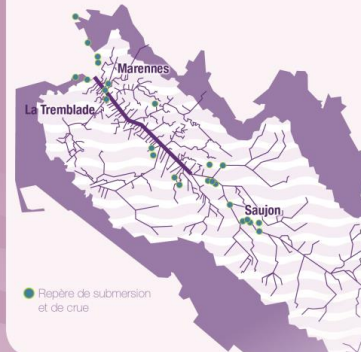 Marennes
La Tremblade
Saujon
Repère de submersion
et de crue